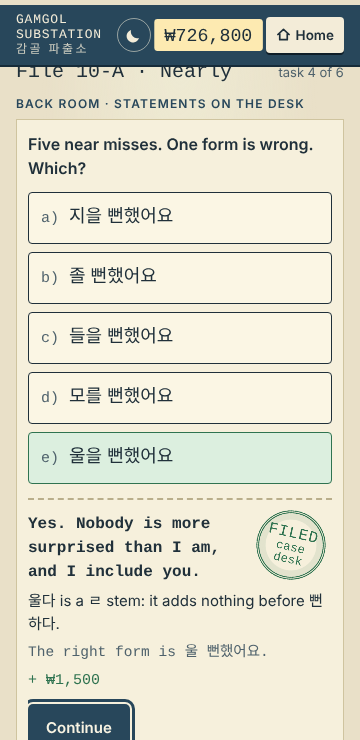 GAMGOL
SUBSTATION
감골 파출소
₩726,800
Home
File 10-A · Nearly
task 4 of 6
BACK ROOM · STATEMENTS ON THE DESK
Five near misses. One form is wrong.
Which?
a) 지을 뻔했어요
b) 졸 뻔했어요
c) 들을 뻔했어요
d) 모를 뻔했어요
e) 울을 뻔했어요
Yes. Nobody is more
surprised than I am,
and I include you.
FILED
case
desk
울다 is a ㄹ stem: it adds nothing before 뻔
하다.
The right form is 울 뻔했어요.
+ ₩1,500
Continue